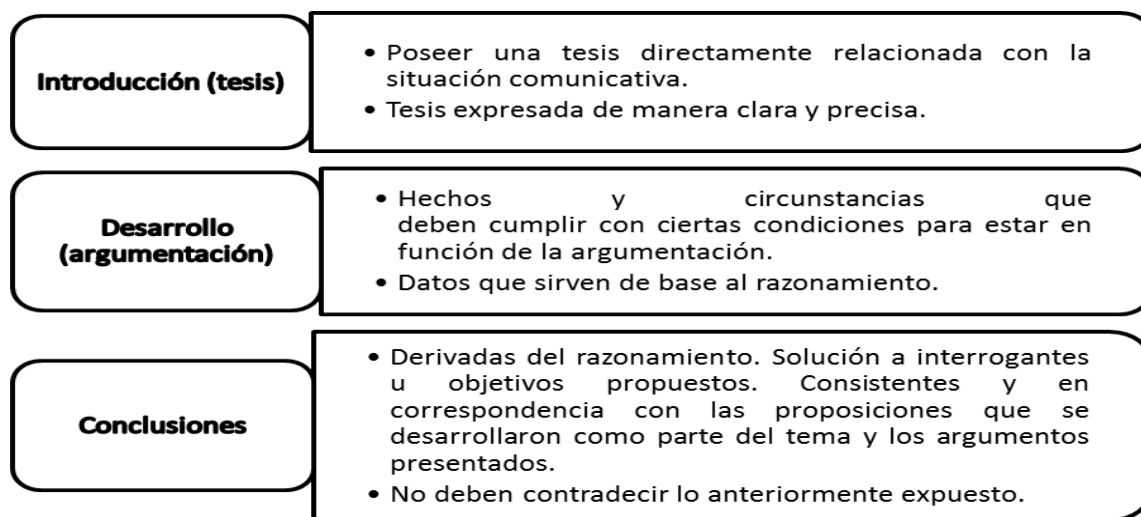 Introducción (tesis)
• Poseer una tesis directamente relacionada con la
situación comunicativa.
• Tesis expresada de manera clara y precisa.
Desarrollo
(argumentación)
• Hechos y circunstancias que
deben cumplir con ciertas condiciones para estar en
función de la argumentación.
• Datos que sirven de base al razonamiento.
Conclusiones
• Derivadas del razonamiento. Solución a interrogantes
u objetivos propuestos. Consistentes y en
correspondencia con las proposiciones que se
desarrollaron como parte del tema y los argumentos
presentados.
• No deben contradecir lo anteriormente expuesto.